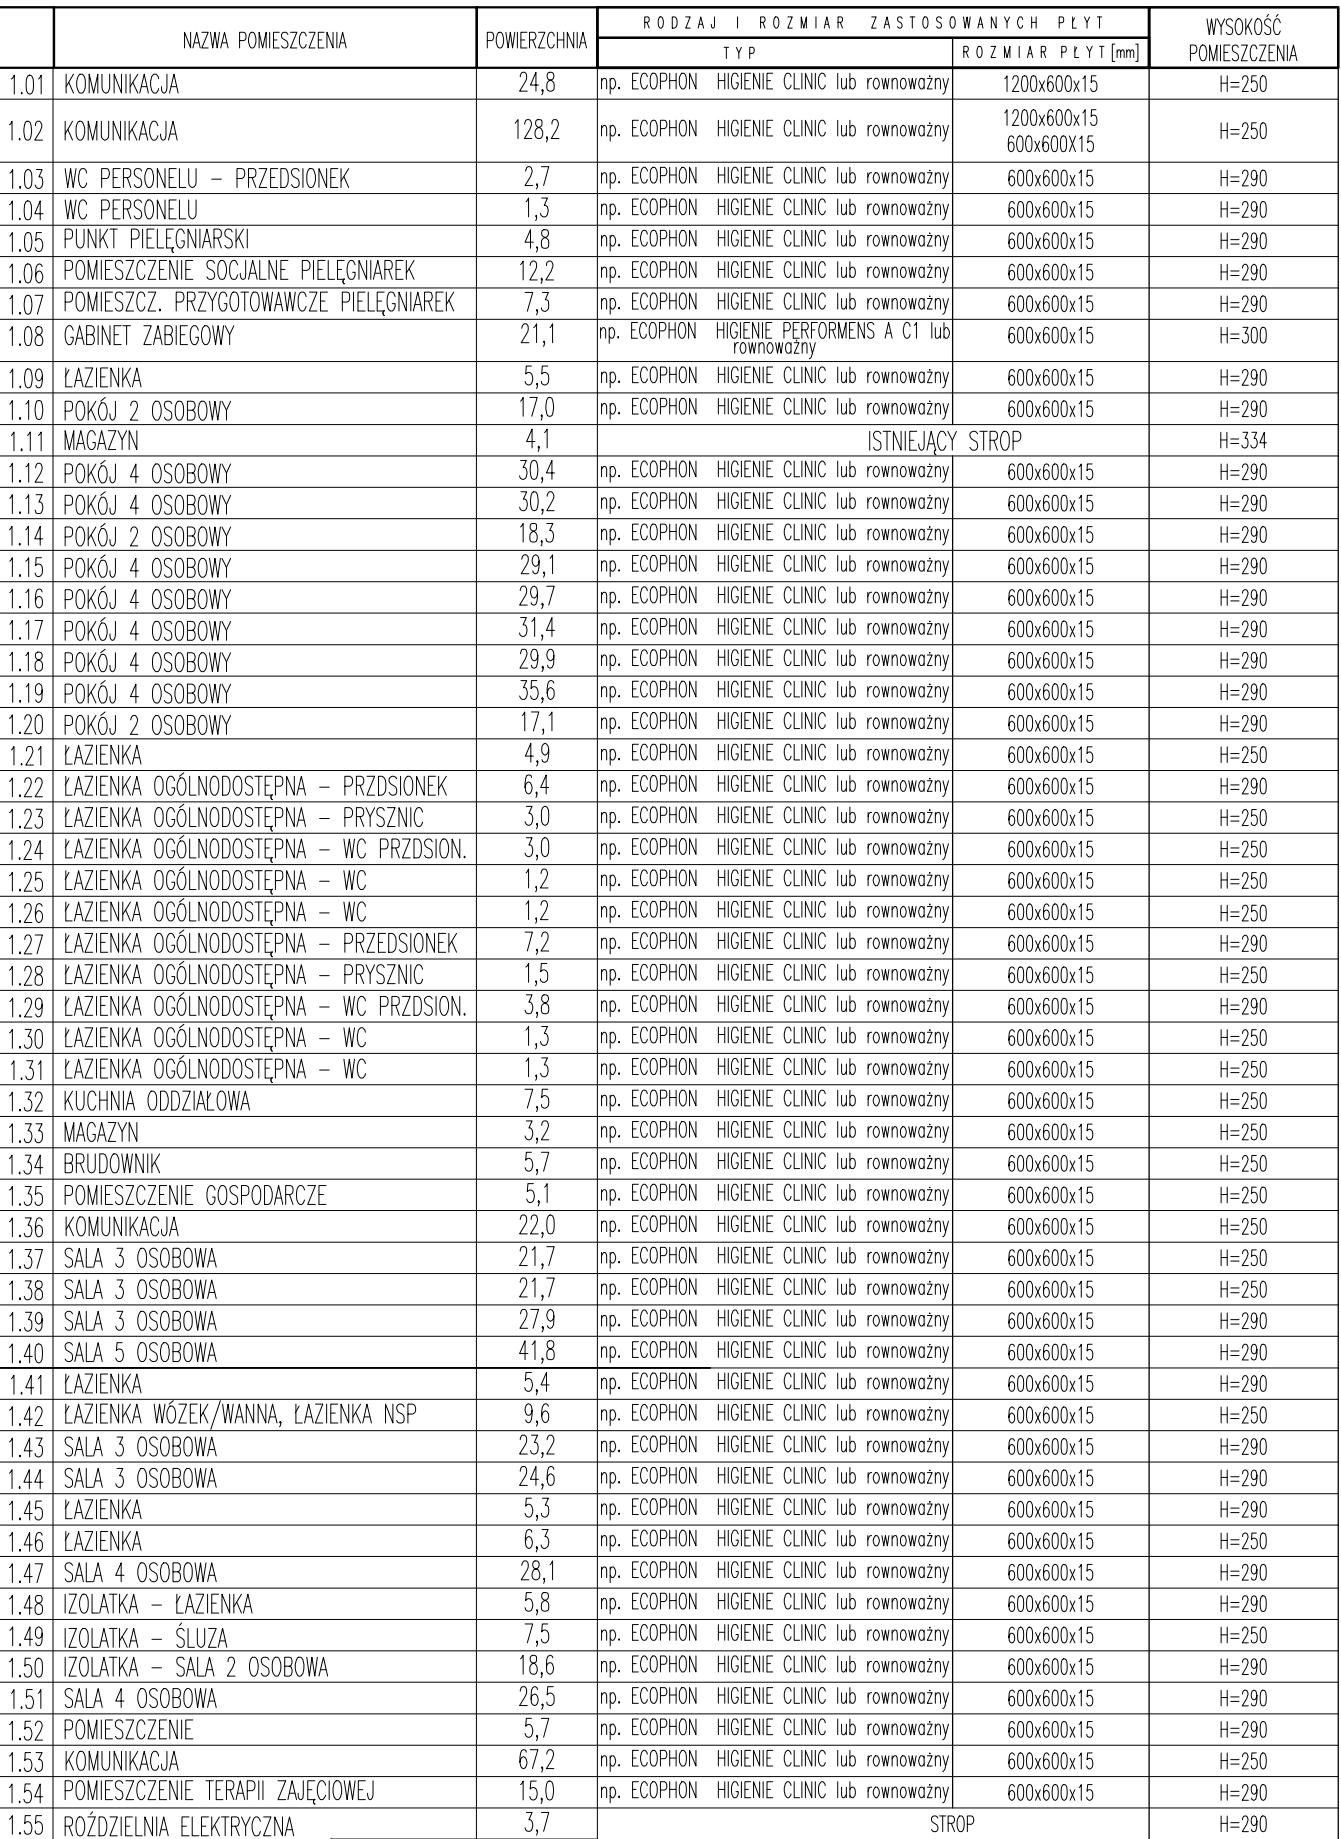 NAZWA POMIESZCZENIA POWIERZCHNIA RODZAJ I ROZMIAR ZASTOSOWANYCH PŁYT WYSOKOŚĆ POMIESZCZENIA
TYP ROZMIAR PŁYT [mm]
1.01 KOMUNIKACJA 24,8 np. ECOPHON HIGIENIE CLINIC lub rownoważny 1200x600x15 H=250
1.02 KOMUNIKACJA 128,2 np. ECOPHON HIGIENIE CLINIC lub rownoważny 1200x600x15 600x600X15 H=250
1.03 WC PERSONELU – PRZEDSIONEK 2,7 np. ECOPHON HIGIENIE CLINIC lub rownoważny 600x600x15 H=290
1.04 WC PERSONELU 1,3 np. ECOPHON HIGIENIE CLINIC lub rownoważny 600x600x15 H=290
1.05 PUNKT PIELĘGNIARSKI 4,8 np. ECOPHON HIGIENIE CLINIC lub rownoważny 600x600x15 H=290
1.06 POMIESZCZENIE SOCJALNE PIELĘGNIAREK 12,2 np. ECOPHON HIGIENIE CLINIC lub rownoważny 600x600x15 H=290
1.07 POMIESZCZ. PRZYGOTOWAWCZE PIELĘGNIAREK 7,3 np. ECOPHON HIGIENIE CLINIC lub rownoważny 600x600x15 H=290
1.08 GABINET ZABIEGOWY 21,1 np. ECOPHON HIGIENIE PERFORMENS A C1 lub rownoważny 600x600x15 H=300
1.09 ŁAZIENKA 5,5 np. ECOPHON HIGIENIE CLINIC lub rownoważny 600x600x15 H=290
1.10 POKÓJ 2 OSOBOWY 17,0 np. ECOPHON HIGIENIE CLINIC lub rownoważny 600x600x15 H=290
1.11 MAGAZYN 4,1 ISTNIEJĄCY STROP H=334
1.12 POKÓJ 4 OSOBOWY 30,4 np. ECOPHON HIGIENIE CLINIC lub rownoważny 600x600x15 H=290
1.13 POKÓJ 4 OSOBOWY 30,2 np. ECOPHON HIGIENIE CLINIC lub rownoważny 600x600x15 H=290
1.14 POKÓJ 2 OSOBOWY 18,3 np. ECOPHON HIGIENIE CLINIC lub rownoważny 600x600x15 H=290
1.15 POKÓJ 4 OSOBOWY 29,1 np. ECOPHON HIGIENIE CLINIC lub rownoważny 600x600x15 H=290
1.16 POKÓJ 4 OSOBOWY 29,7 np. ECOPHON HIGIENIE CLINIC lub rownoważny 600x600x15 H=290
1.17 POKÓJ 4 OSOBOWY 31,4 np. ECOPHON HIGIENIE CLINIC lub rownoważny 600x600x15 H=290
1.18 POKÓJ 4 OSOBOWY 29,9 np. ECOPHON HIGIENIE CLINIC lub rownoważny 600x600x15 H=290
1.19 POKÓJ 4 OSOBOWY 35,6 np. ECOPHON HIGIENIE CLINIC lub rownoważny 600x600x15 H=290
1.20 POKÓJ 2 OSOBOWY 17,1 np. ECOPHON HIGIENIE CLINIC lub rownoważny 600x600x15 H=290
1.21 ŁAZIENKA 4,9 np. ECOPHON HIGIENIE CLINIC lub rownoważny 600x600x15 H=250
1.22 ŁAZIENKA OGÓLNODOSTĘPNA – PRZDSIONEK 6,4 np. ECOPHON HIGIENIE CLINIC lub rownoważny 600x600x15 H=290
1.23 ŁAZIENKA OGÓLNODOSTĘPNA – PRYSZNIC 3,0 np. ECOPHON HIGIENIE CLINIC lub rownoważny 600x600x15 H=250
1.24 ŁAZIENKA OGÓLNODOSTĘPNA – WC PRZDSION. 3,0 np. ECOPHON HIGIENIE CLINIC lub rownoważny 600x600x15 H=250
1.25 ŁAZIENKA OGÓLNODOSTĘPNA – WC 1,2 np. ECOPHON HIGIENIE CLINIC lub rownoważny 600x600x15 H=250
1.26 ŁAZIENKA OGÓLNODOSTĘPNA – WC 1,2 np. ECOPHON HIGIENIE CLINIC lub rownoważny 600x600x15 H=250
1.27 ŁAZIENKA OGÓLNODOSTĘPNA – PRZEDSIONEK 7,2 np. ECOPHON HIGIENIE CLINIC lub rownoważny 600x600x15 H=290
1.28 ŁAZIENKA OGÓLNODOSTĘPNA – PRYSZNIC 1,5 np. ECOPHON HIGIENIE CLINIC lub rownoważny 600x600x15 H=250
1.29 ŁAZIENKA OGÓLNODOSTĘPNA – WC PRZDSION. 3,8 np. ECOPHON HIGIENIE CLINIC lub rownoważny 600x600x15 H=290
1.30 ŁAZIENKA OGÓLNODOSTĘPNA – WC 1,3 np. ECOPHON HIGIENIE CLINIC lub rownoważny 600x600x15 H=250
1.31 ŁAZIENKA OGÓLNODOSTĘPNA – WC 1,3 np. ECOPHON HIGIENIE CLINIC lub rownoważny 600x600x15 H=250
1.32 KUCHNIA ODDZIAŁOWA 7,5 np. ECOPHON HIGIENIE CLINIC lub rownoważny 600x600x15 H=250
1.33 MAGAZYN 3,2 np. ECOPHON HIGIENIE CLINIC lub rownoważny 600x600x15 H=250
1.34 BRUDOWNIK 5,7 np. ECOPHON HIGIENIE CLINIC lub rownoważny 600x600x15 H=250
1.35 POMIESZCZENIE GOSPODARCZE 5,1 np. ECOPHON HIGIENIE CLINIC lub rownoważny 600x600x15 H=250
1.36 KOMUNIKACJA 22,0 np. ECOPHON HIGIENIE CLINIC lub rownoważny 600x600x15 H=250
1.37 SALA 3 OSOBOWA 21,7 np. ECOPHON HIGIENIE CLINIC lub rownoważny 600x600x15 H=250
1.38 SALA 3 OSOBOWA 21,7 np. ECOPHON HIGIENIE CLINIC lub rownoważny 600x600x15 H=250
1.39 SALA 3 OSOBOWA 27,9 np. ECOPHON HIGIENIE CLINIC lub rownoważny 600x600x15 H=290
1.40 SALA 5 OSOBOWA 41,8 np. ECOPHON HIGIENIE CLINIC lub rownoważny 600x600x15 H=290
1.41 ŁAZIENKA 5,4 np. ECOPHON HIGIENIE CLINIC lub rownoważny 600x600x15 H=290
1.42 ŁAZIENKA WÓZEK/WANNA, ŁAZIENKA NSP 9,6 np. ECOPHON HIGIENIE CLINIC lub rownoważny 600x600x15 H=250
1.43 SALA 3 OSOBOWA 23,2 np. ECOPHON HIGIENIE CLINIC lub rownoważny 600x600x15 H=290
1.44 SALA 3 OSOBOWA 24,6 np. ECOPHON HIGIENIE CLINIC lub rownoważny 600x600x15 H=290
1.45 ŁAZIENKA 5,3 np. ECOPHON HIGIENIE CLINIC lub rownoważny 600x600x15 H=290
1.46 ŁAZIENKA 6,3 np. ECOPHON HIGIENIE CLINIC lub rownoważny 600x600x15 H=250
1.47 SALA 4 OSOBOWA 28,1 np. ECOPHON HIGIENIE CLINIC lub rownoważny 600x600x15 H=290
1.48 IZOLATKA – ŁAZIENKA 5,8 np. ECOPHON HIGIENIE CLINIC lub rownoważny 600x600x15 H=290
1.49 IZOLATKA – ŚLUZA 7,5 np. ECOPHON HIGIENIE CLINIC lub rownoważny 600x600x15 H=250
1.50 IZOLATKA – SALA 2 OSOBOWA 18,6 np. ECOPHON HIGIENIE CLINIC lub rownoważny 600x600x15 H=290
1.51 SALA 4 OSOBOWA 26,5 np. ECOPHON HIGIENIE CLINIC lub rownoważny 600x600x15 H=290
1.52 POMIESZCZENIE 5,7 np. ECOPHON HIGIENIE CLINIC lub rownoważny 600x600x15 H=290
1.53 KOMUNIKACJA 67,2 np. ECOPHON HIGIENIE CLINIC lub rownoważny 600x600x15 H=250
1.54 POMIESZCZENIE TERAPII ZAJĘCIOWEJ 15,0 np. ECOPHON HIGIENIE CLINIC lub rownoważny 600x600x15 H=290
1.55 ROŹDZIELNIA ELEKTRYCZNA 3,7 STROP H=290